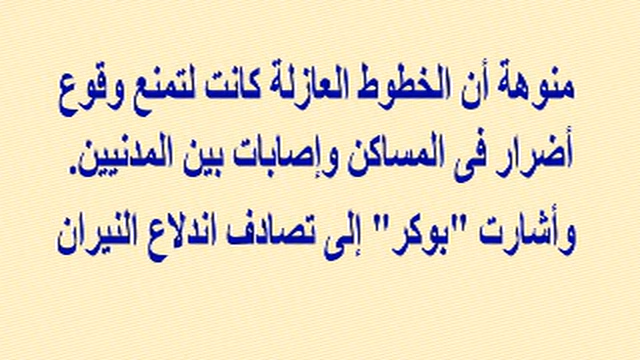 منوهة أن الخطوط العازلة كانت لتمنع وقوع
أضرار فى المساكن وإصابات بين المدنيين.
وأشارت "بوكر" إلى تصادف اندلاع النيران